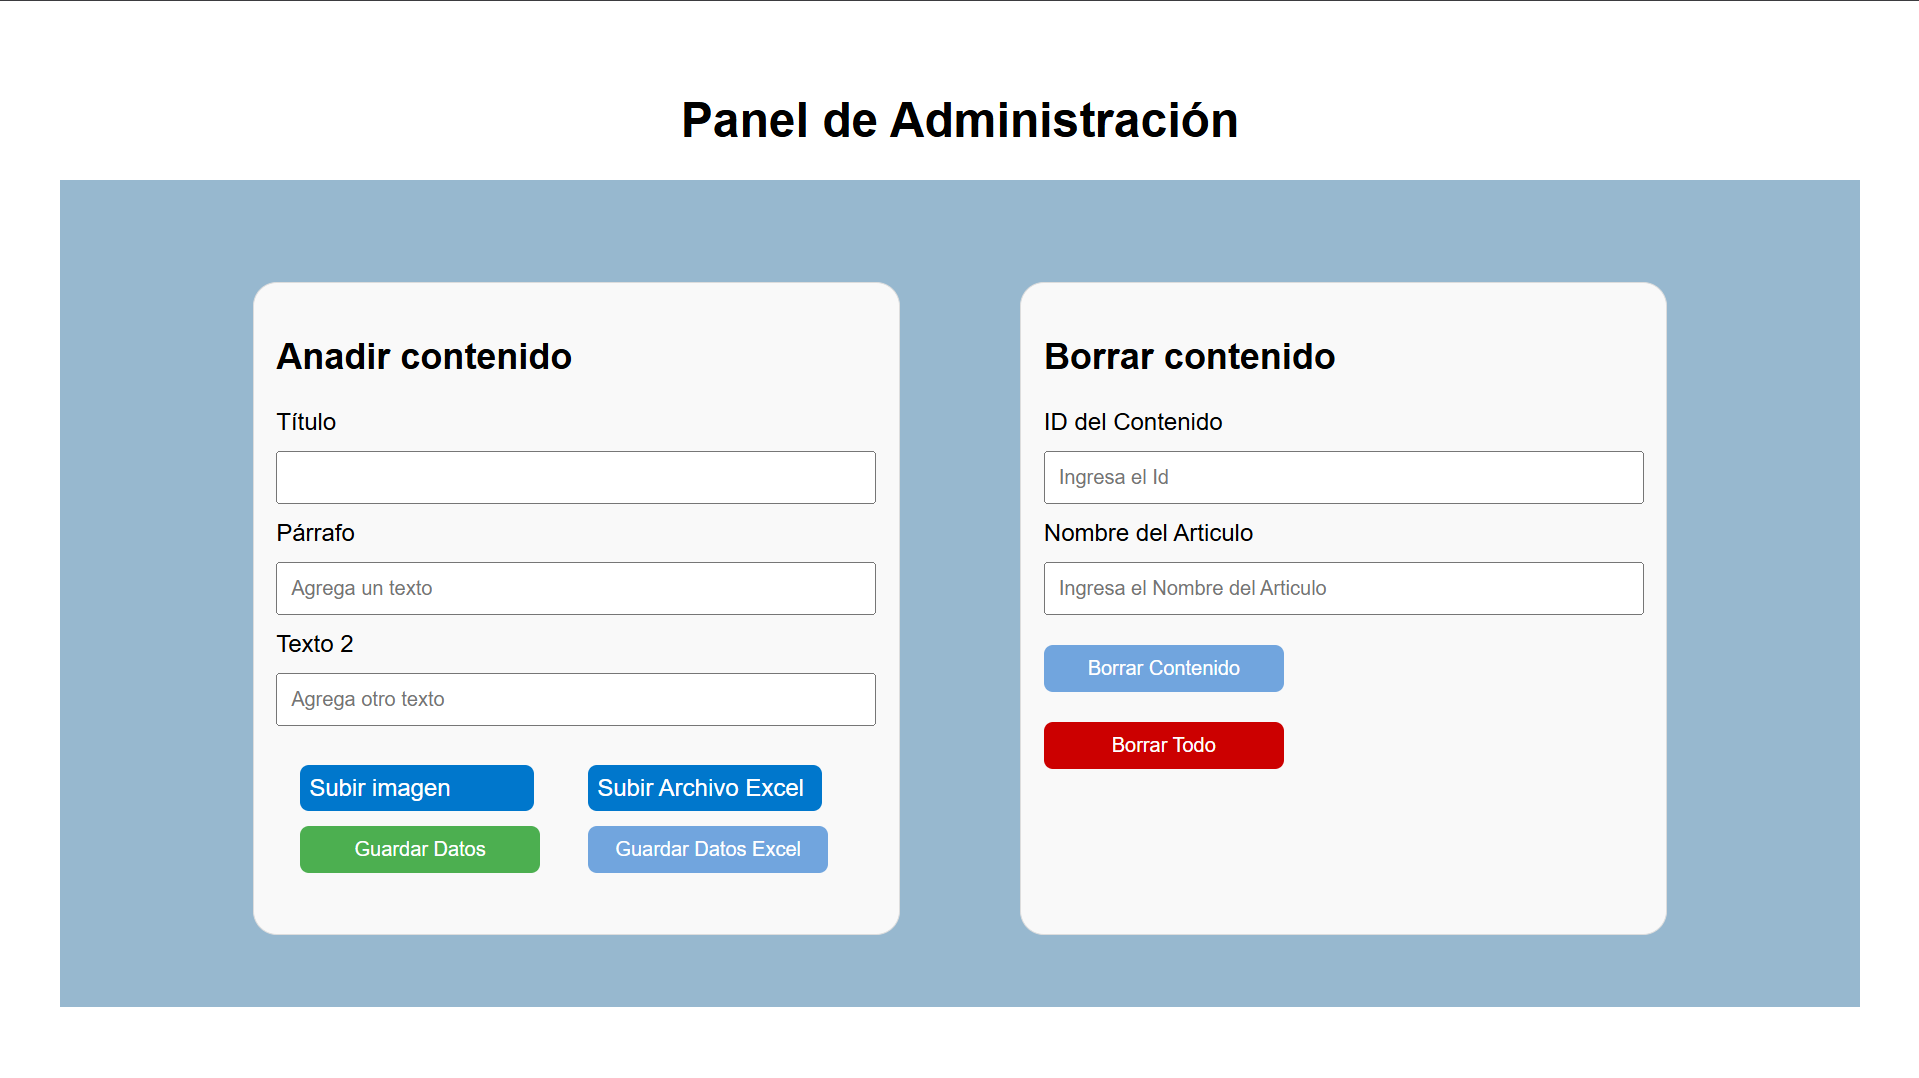 Panel de Administración
Anadir contenido
Título
Párrafo
Agrega un texto
Texto 2
Agrega otro texto
Subir imagen
Subir Archivo Excel
Guardar Datos
Guardar Datos Excel
Borrar contenido
ID del Contenido
Ingresa el Id
Nombre del Articulo
Ingresa el Nombre del Articulo
Borrar Contenido
Borrar Todo